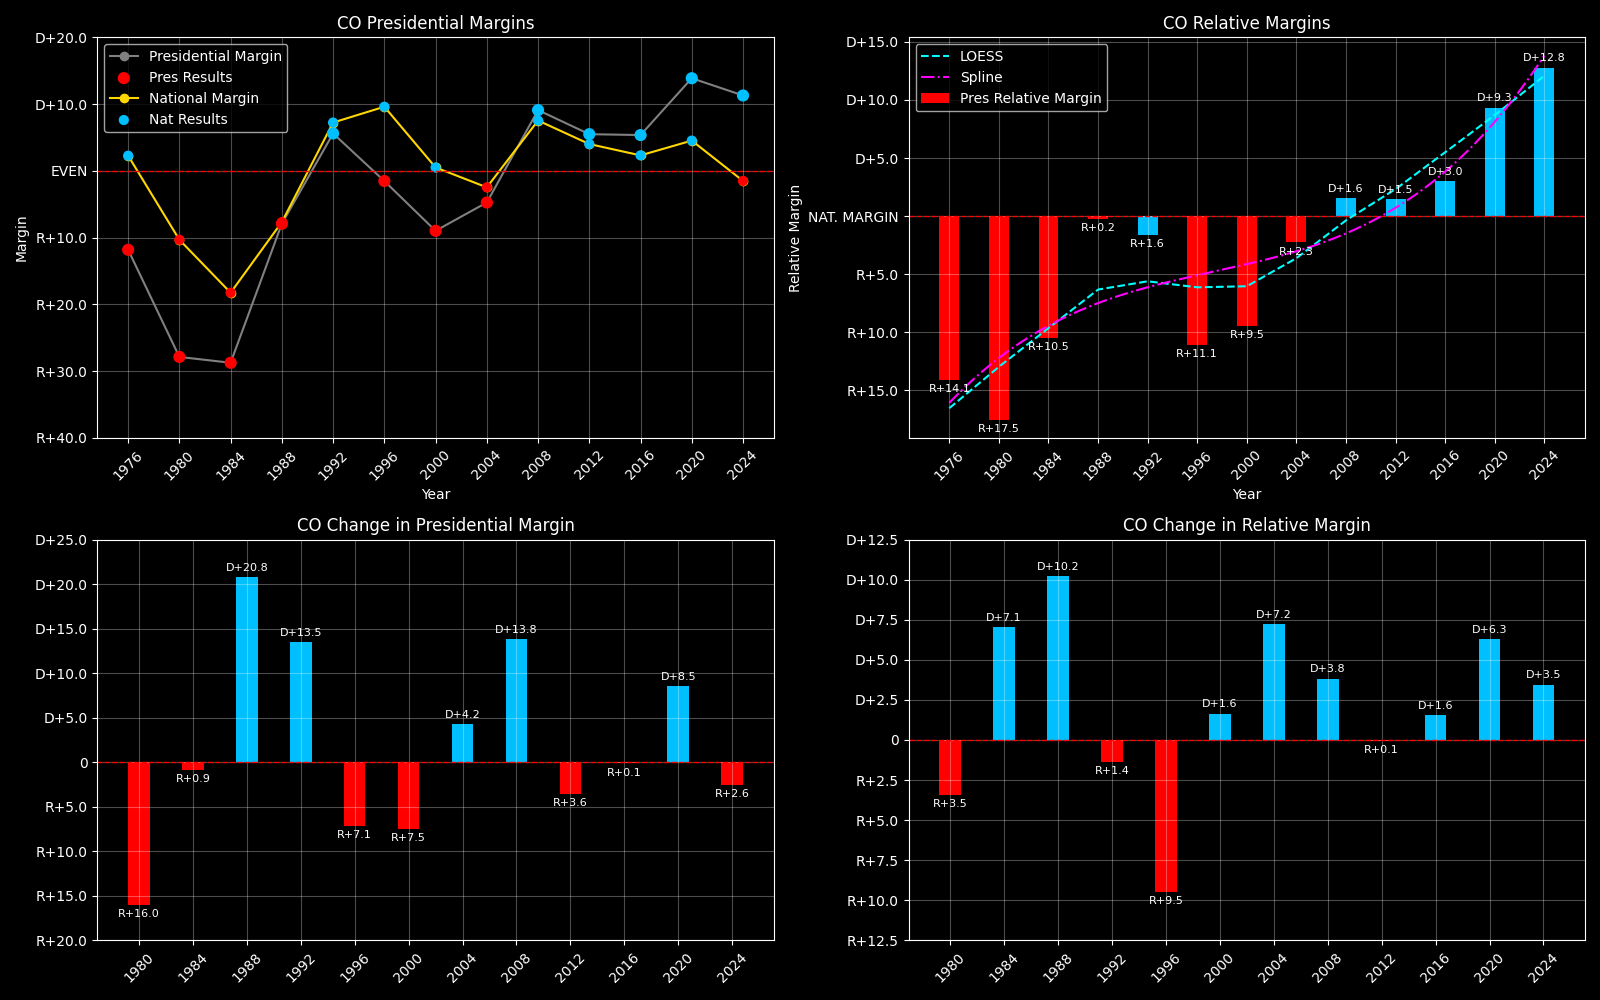 CO Presidential Margins
D+20.0
D+10.0
EVEN
R+10.0
R+20.0
R+30.0
R+40.0
Margin
Presidential Margin
Pres Results
National Margin
Nat Results
1976
1980
1984
1988
1992
1996
2000
2004
2008
2012
2016
2020
2024
Year
CO Relative Margins
D+15.0
D+10.0
D+5.0
NAT. MARGIN
R+5.0
R+10.0
R+15.0
Relative Margin
LOESS
Spline
Pres Relative Margin
R+14.1
R+17.5
R+10.5
R+0.2
R+1.6
R+11.1
R+9.5
R+2.3
D+1.6
D+1.5
D+3.0
D+9.3
D+12.8
1976
1980
1984
1988
1992
1996
2000
2004
2008
2012
2016
2020
2024
Year
CO Change in Presidential Margin
D+25.0
D+20.0
D+15.0
D+10.0
D+5.0
0
R+5.0
R+10.0
R+15.0
R+20.0
R+16.0
R+0.9
D+20.8
D+13.5
R+7.1
R+7.5
D+4.2
D+13.8
R+3.6
R+0.1
D+8.5
R+2.6
1980
1984
1988
1992
1996
2000
2004
2008
2012
2016
2020
2024
CO Change in Relative Margin
D+12.5
D+10.0
D+7.5
D+5.0
D+2.5
0
R+2.5
R+5.0
R+7.5
R+10.0
R+12.5
R+3.5
D+7.1
D+10.2
R+1.4
R+9.5
D+1.6
D+7.2
D+3.8
R+0.1
D+1.6
D+6.3
D+3.5
1980
1984
1988
1992
1996
2000
2004
2008
2012
2016
2020
2024